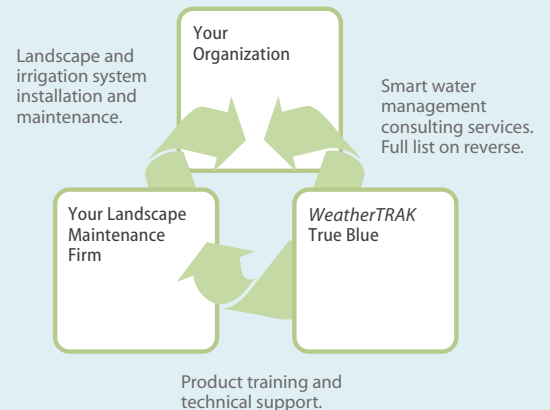 Your
Organization
Landscape and
irrigation system
installation and
maintenance.
Smart water
management
consulting services.
Full list on reverse.
Your Landscape
Maintenance
Firm
WeatherTRAK
True Blue
Product training and
technical support.